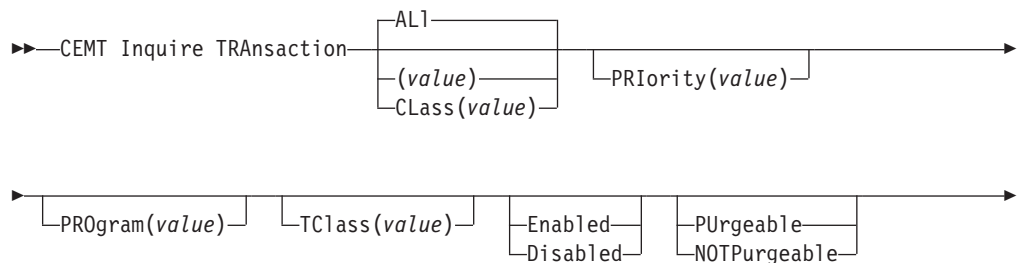 ALl
CEMT Inquire TRAnsaction
(value)
PRIority(value)
CLass(value)
PROgram(value)
TClass(value)
Enabled
PUrgeable
Disabled
NOTPurgeable